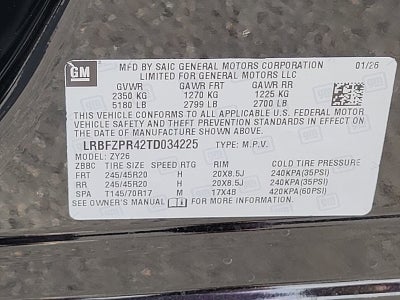 GM
MFD BY SAIC GENERAL MOTORS CORPORATION 01/26
LIMITED FOR GENERAL MOTORS LLC
GVWR GAWR FRT GAWR RR
2350 KG 1270 KG 1225 KG
5180 LB 2799 LB 2700 LB
THIS VEHICLE CONFORMS TO ALL APPLICABLE U.S. FEDERAL MOTOR
VEHICLE SAFETY STANDARDS IN EFFECT ON THE DATE OF
MANUFACTURE SHOWN ABOVE.
LRBFZPR42TD034225 TYPE: M.P.V.
MODEL: ZY26
ZBBC TIRE SIZE SPEED RTG RIM COLD TIRE PRESSURE
FRT 245/45R20 H 20X8.5J 240KPA(35PSI)
RR 245/45R20 H 20X8.5J 240KPA(35PSI)
SPA T145/70R17 M 17X4B 420KPA(60PSI)
SEE OWNER'S MANUAL FOR MORE INFORMATION.